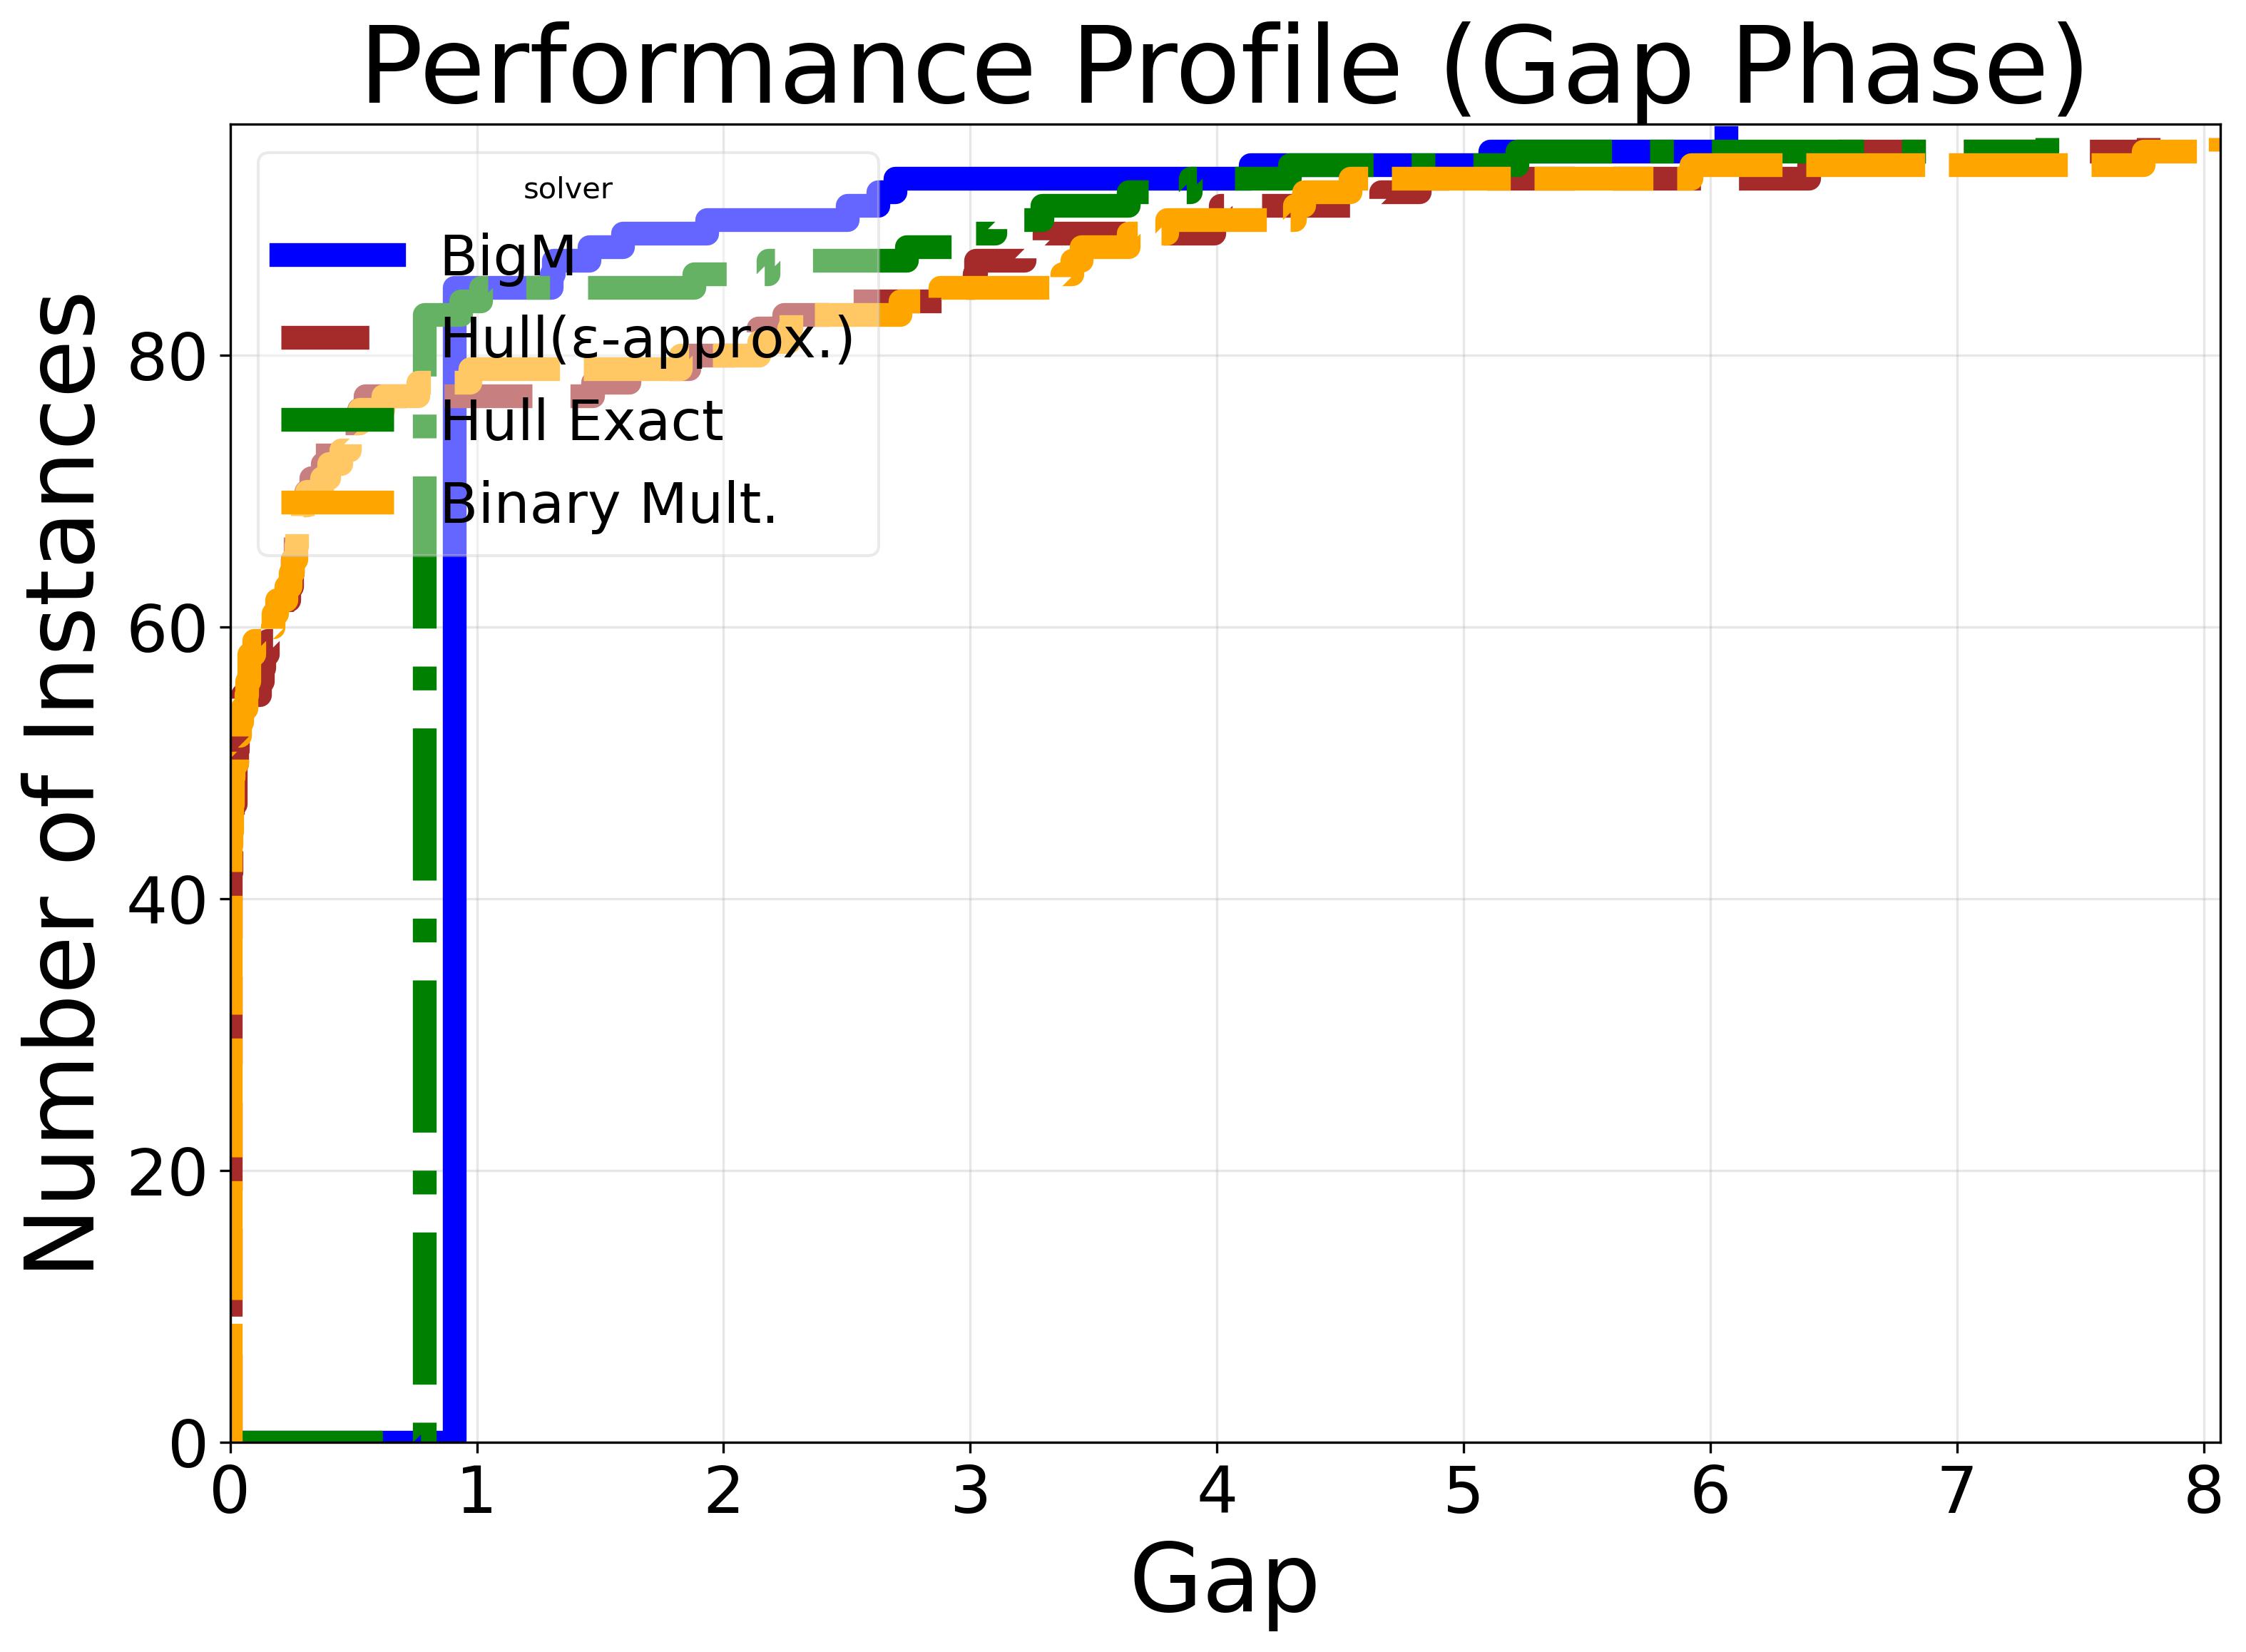 Performance Profile (Gap Phase)
solver
BigM
Hull(ε-approx.)
Hull Exact
Binary Mult.
Number of Instances
80
60
40
20
0
0 1 2 3 4 5 6 7 8
Gap